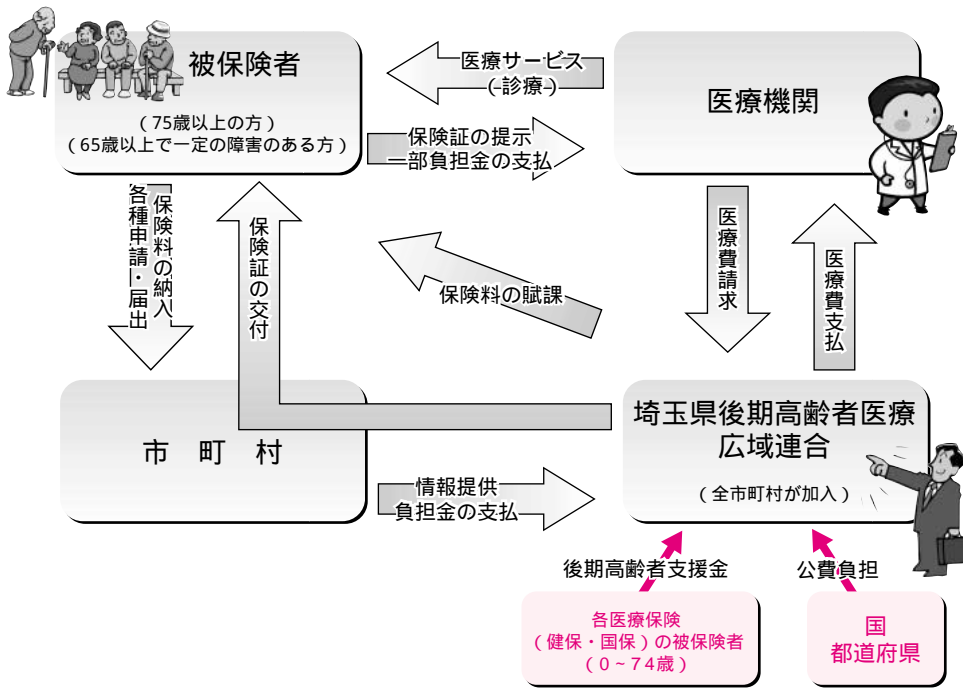 被保険者
(75歳以上の方)
(65歳以上で一定の障害のある方)
医療サービス
(診療)
保険証の提示
一部負担金の支払
医療機関
保険料の納入
各種申請・届出
保険証の交付
保険料の賦課
医療費請求
医療費支払
市 町 村
情報提供
負担金の支払
埼玉県後期高齢者医療
広域連合
(全市町村が加入)
後期高齢者支援金
公費負担
各医療保険
(健保・国保)の被保険者
(0~74歳)
国
都道府県